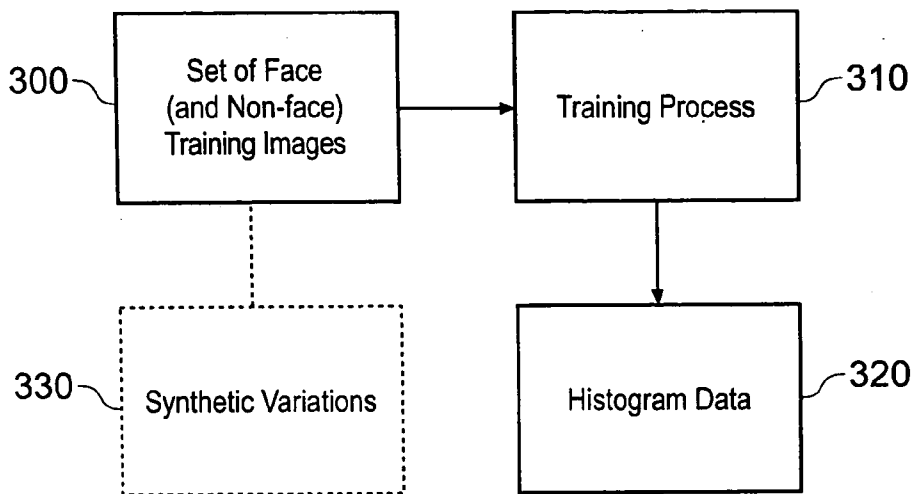 300
Set of Face
(and Non-face)
Training Images
Training Process
310
330
Synthetic Variations
Histogram Data
320